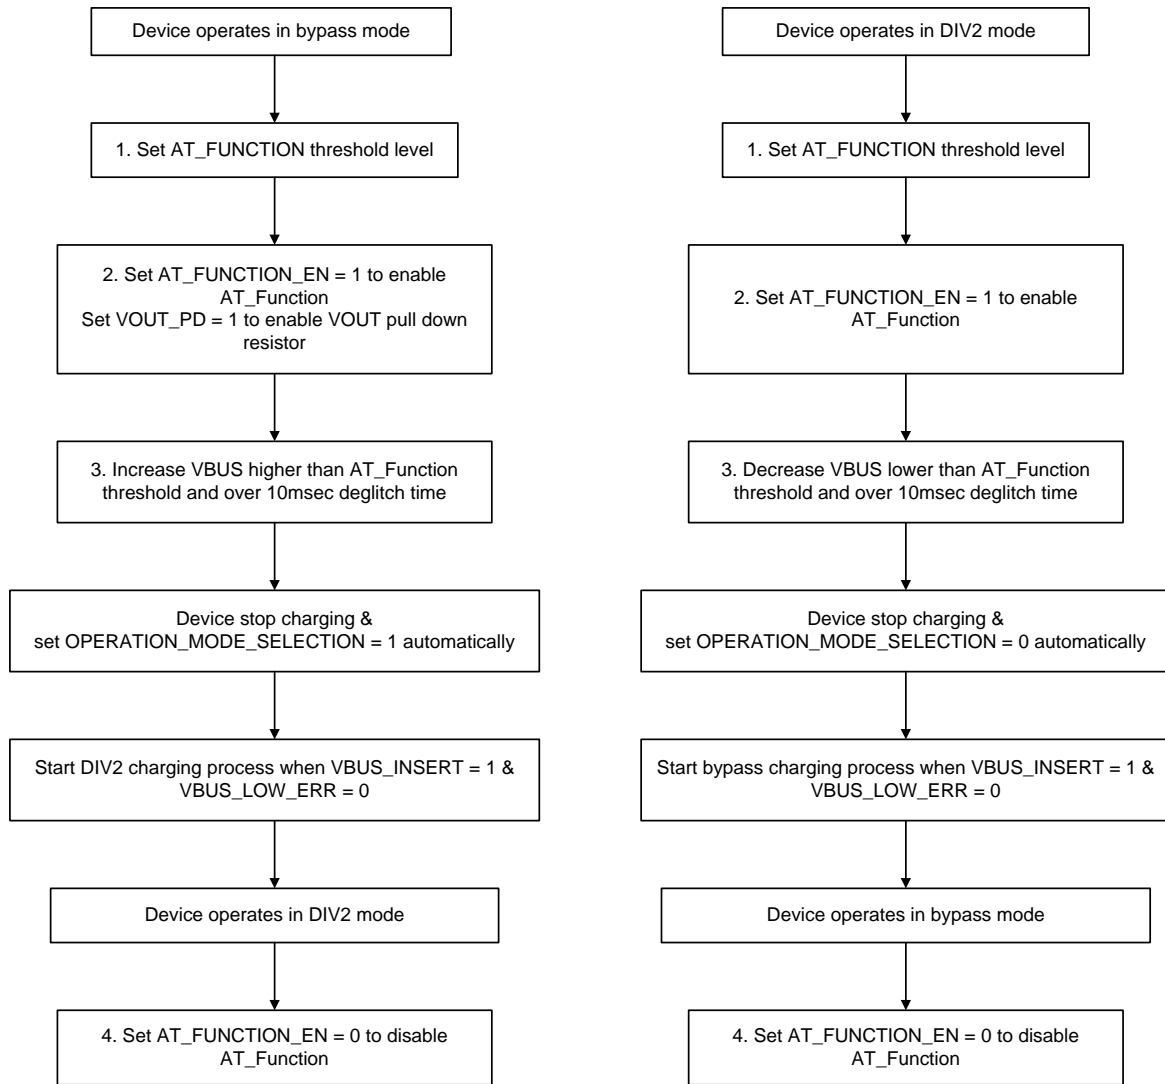 Device operates in bypass mode
1. Set AT_FUNCTION threshold level
2. Set AT_FUNCTION_EN = 1 to enable
AT_Function
Set VOUT_PD = 1 to enable VOUT pull down
resistor
3. Increase VBUS higher than AT_Function
threshold and over 10msec deglitch time
Device stop charging &
set OPERATION_MODE_SELECTION = 1 automatically
Start DIV2 charging process when VBUS_INSERT = 1 &
VBUS_LOW_ERR = 0
Device operates in DIV2 mode
4. Set AT_FUNCTION_EN = 0 to disable
AT_Function
Device operates in DIV2 mode
1. Set AT_FUNCTION threshold level
2. Set AT_FUNCTION_EN = 1 to enable
AT_Function
3. Decrease VBUS lower than AT_Function
threshold and over 10msec deglitch time
Device stop charging &
set OPERATION_MODE_SELECTION = 0 automatically
Start bypass charging process when VBUS_INSERT = 1 &
VBUS_LOW_ERR = 0
Device operates in bypass mode
4. Set AT_FUNCTION_EN = 0 to disable
AT_Function